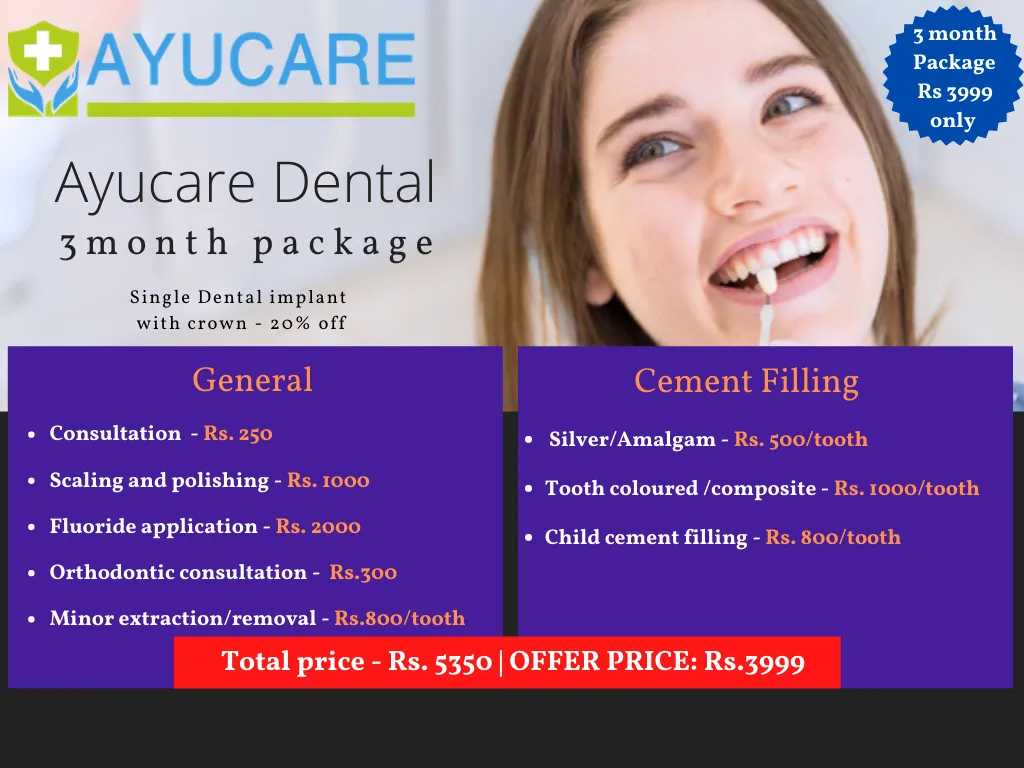 AYUCARE
3 month
Package
Rs 3999
only
Ayucare Dental
3 month package
Single Dental implant
with crown - 20% off
General
Consultation - Rs. 250
Scaling and polishing - Rs. 1000
Fluoride application - Rs. 2000
Orthodontic consultation - Rs.300
Minor extraction/removal - Rs.800/tooth
Cement Filling
Silver/Amalgam - Rs. 500/tooth
Tooth coloured /composite - Rs. 1000/tooth
Child cement filling - Rs. 800/tooth
Total price - Rs. 5350 | OFFER PRICE: Rs.3999